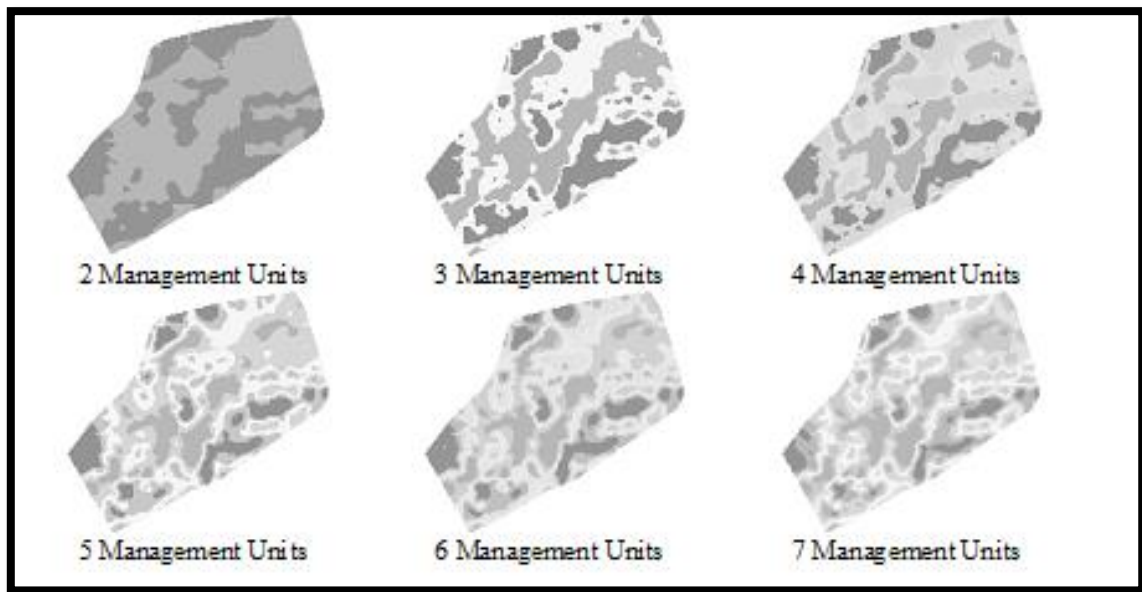 2 Management Units
3 Management Units
4 Management Units
5 Management Units
6 Management Units
7 Management Units